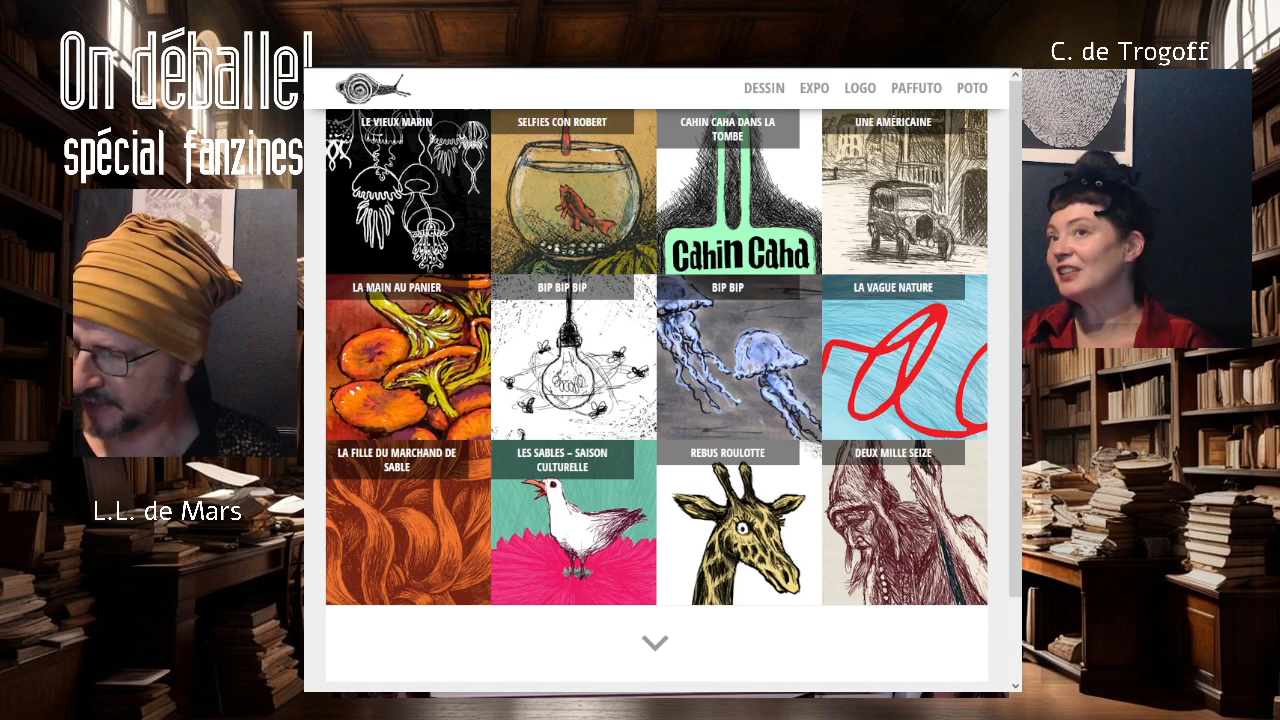 On déballe!
spécial fanzines
C. de Trogoff
L.L. de Mars
DESSIN EXPO LOGO PAFFUTO POTO
LE VIEUX MARIN
SELFIES CON ROBERT
CAHIN CAHA DANS LA
TOMBE
UNE AMÉRICAINE
Cahin Caha
LA MAIN AU PANIER
BIP BIP BIP
BIP BIP
LA VAGUE NATURE
LA FILLE DU MARCHAND DE
SABLE
LES SABLES – SAISON
CULTURELLE
REBUS ROULOTTE
DEUX MILLE SEIZE